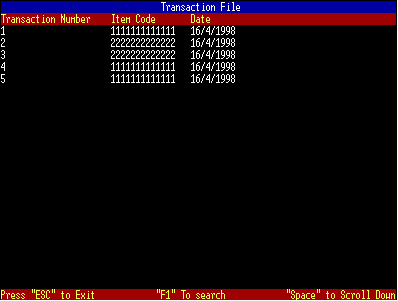 Transaction File
Transaction Number Item Code Date
1 1111111111111 16/4/1998
2 2222222222222 16/4/1998
3 2222222222222 16/4/1998
4 1111111111111 16/4/1998
5 1111111111111 16/4/1998
Press "ESC" to Exit "F1" To search "Space" to Scroll Down